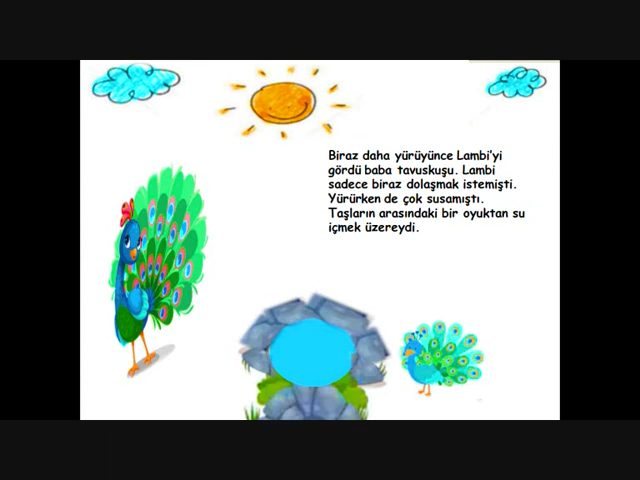 Biraz daha yürüyünce Lambi'yi
gördü baba tavuskuşu. Lambi
sadece biraz dolaşmak istemişti.
Yürürken de çok susamıştı.
Taşların arasındaki bir oyuktan su
içmek üzereydi.